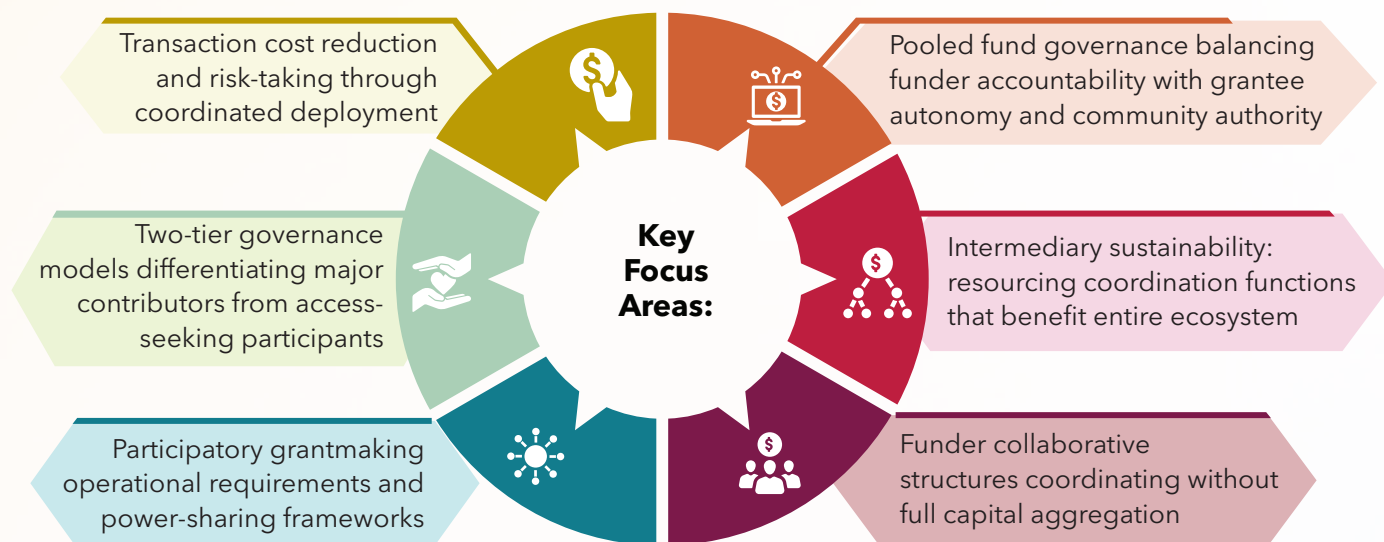 Key
Focus
Areas:
Transaction cost reduction
and risk-taking through
coordinated deployment
Pooled fund governance balancing
funder accountability with grantee
autonomy and community authority
Two-tier governance
models differentiating major
contributors from access-
seeking participants
Intermediary sustainability:
resourcing coordination functions
that benefit entire ecosystem
Participatory grantmaking
operational requirements and
power-sharing frameworks
Funder collaborative
structures coordinating without
full capital aggregation
$
$
$
$